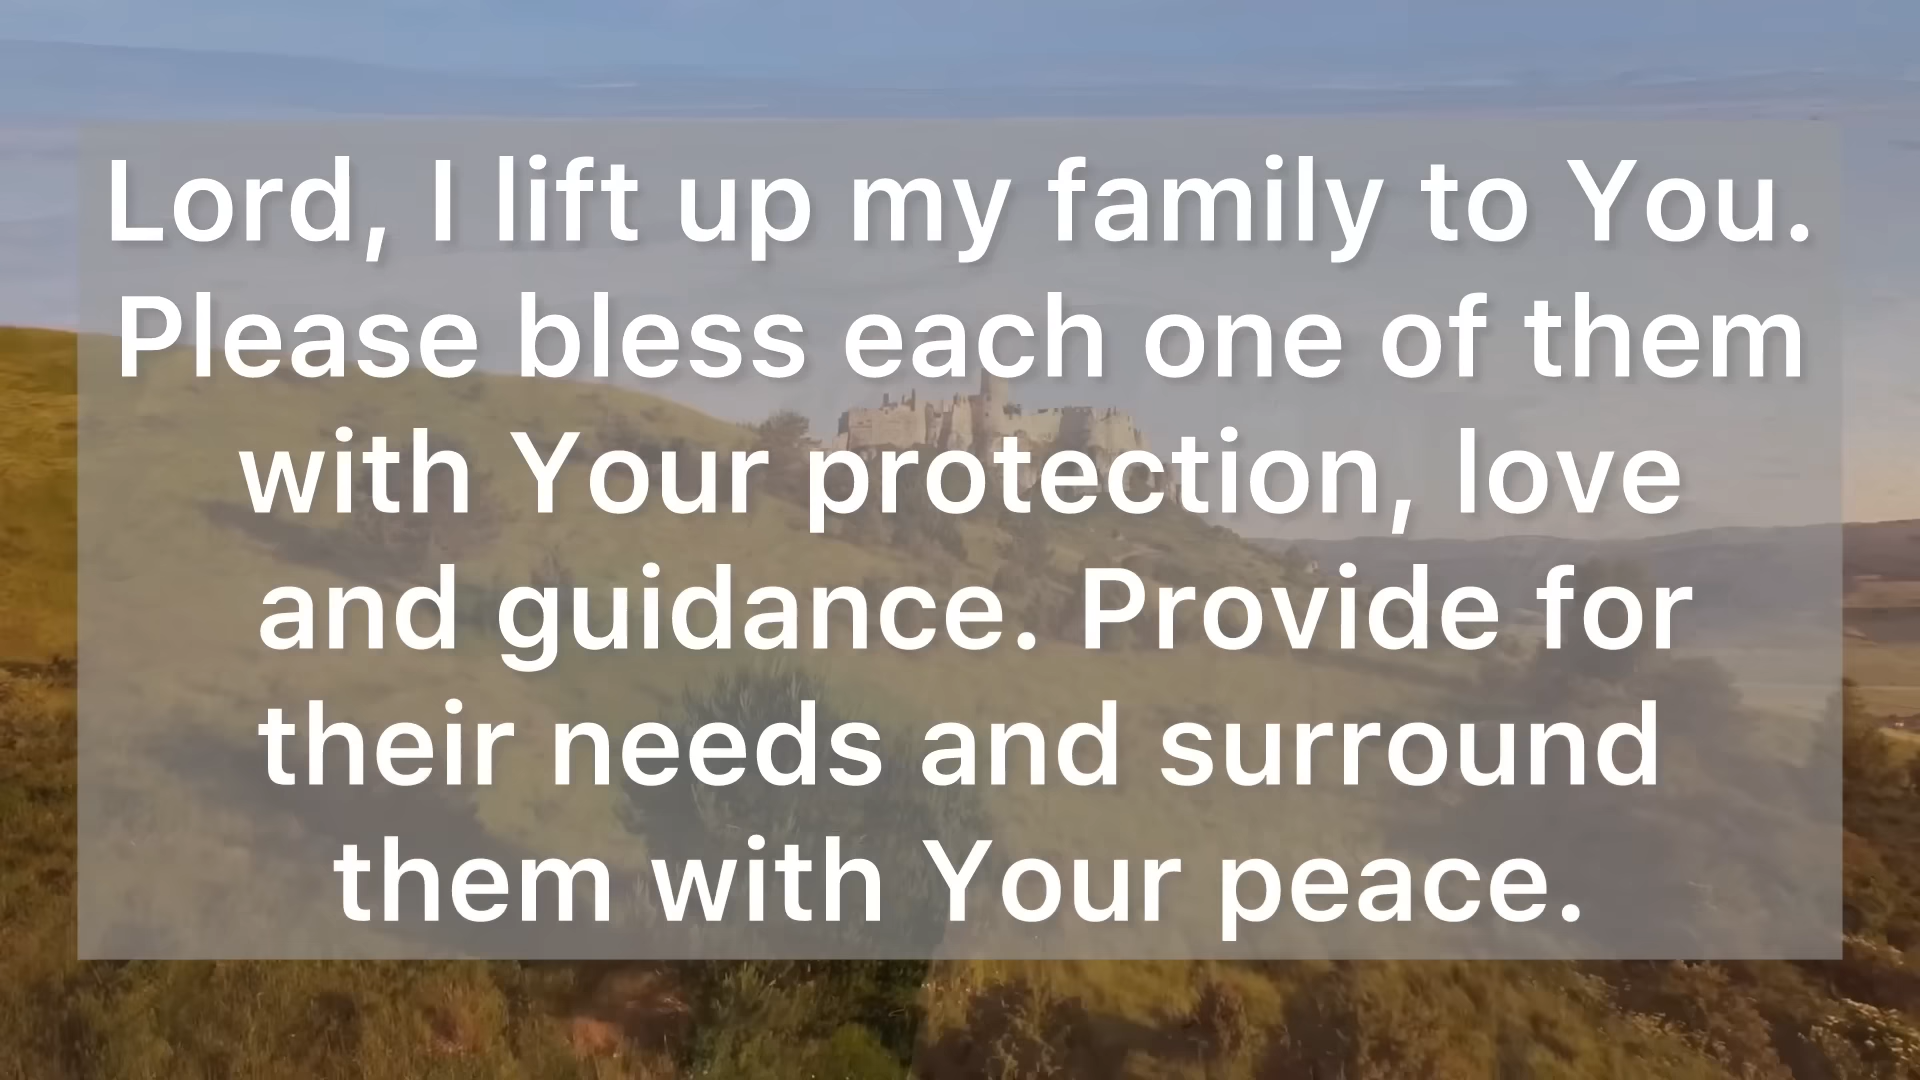 Lord, I lift up my family to You.
Please bless each one of them
with Your protection, love
and guidance. Provide for
their needs and surround
them with Your peace.